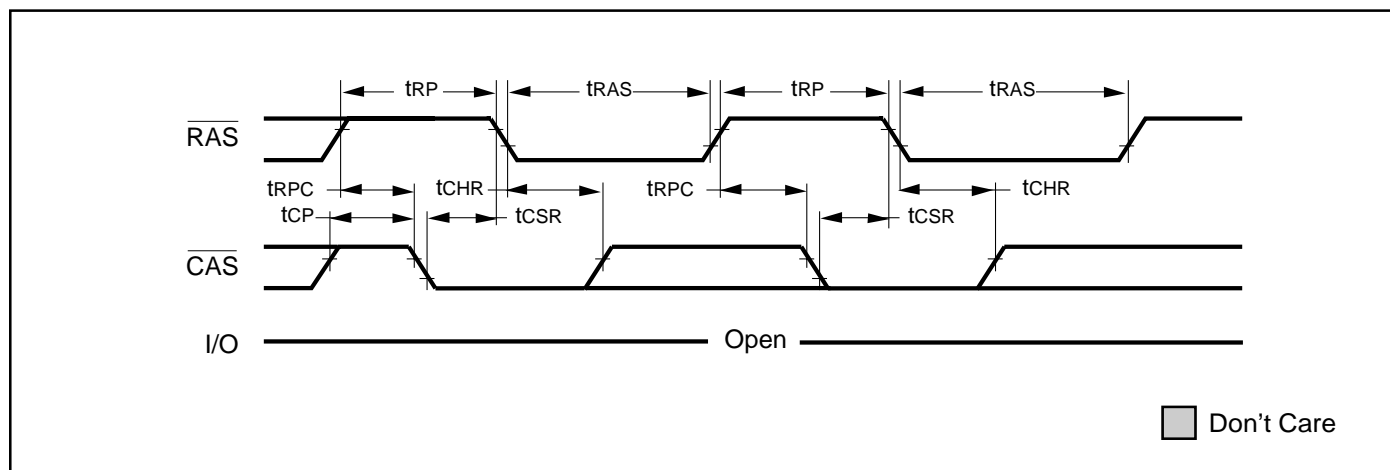 tRP tRAS tRP tRAS
RAS
tRPC tCHR tRPC tCHR
tCP tCSR tCSR
CAS
I/O Open
Don't Care